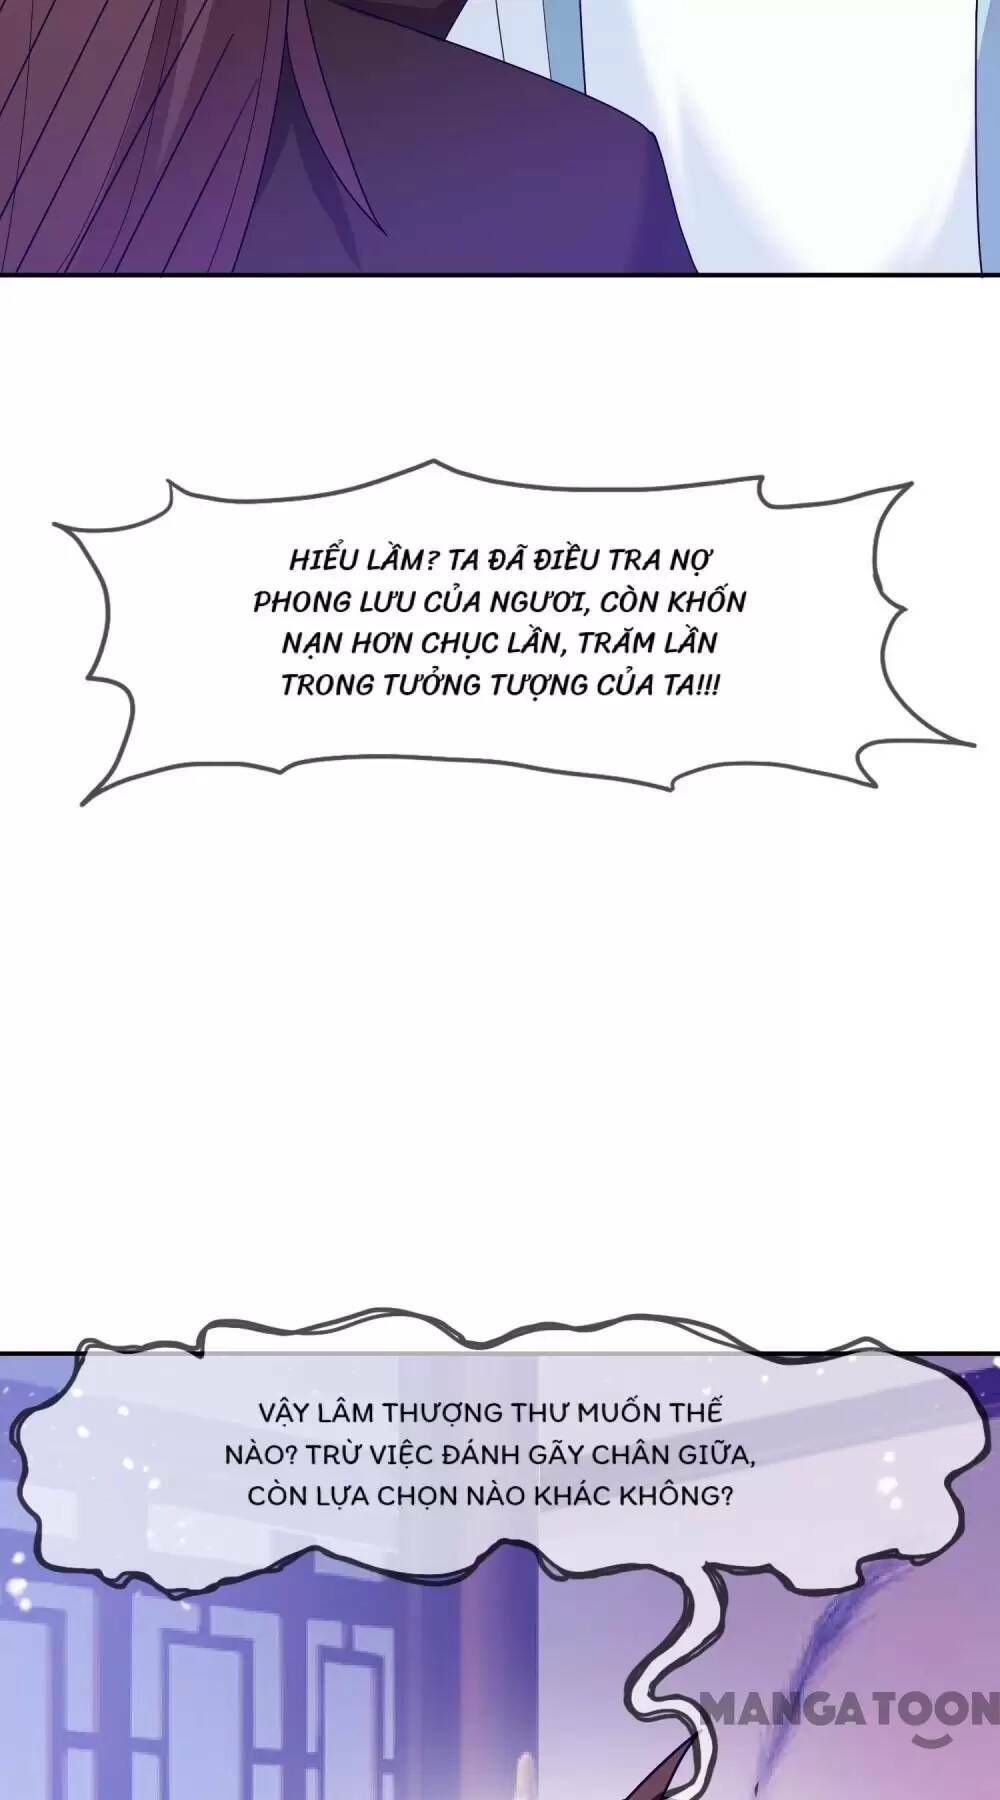 HIỂU LẦM? TA ĐÃ ĐIỀU TRA NỢ
PHONG LƯU CỦA NGƯƠI, CÒN KHỐN
NẠN HƠN CHỤC LẦN, TRĂM LẦN
TRONG TƯỞNG TƯỢNG CỦA TA!!!
VẬY LÂM THƯỢNG THƯ MUỐN THẾ
NÀO? TRỪ VIỆC ĐÁNH GÃY CHÂN GIỮA,
CÒN LỰA CHỌN NÀO KHÁC KHÔNG?
MANGATOON